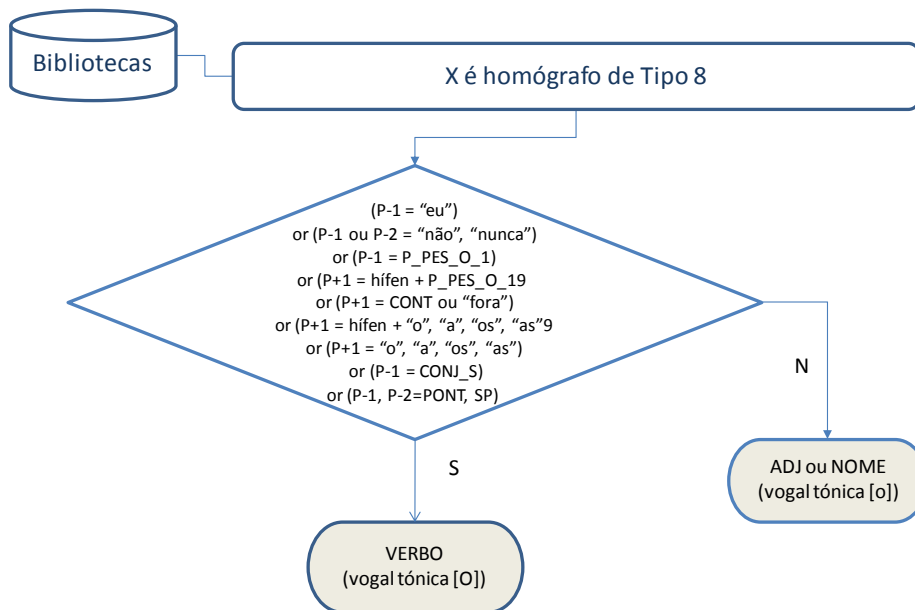 Bibliotecas
X é homógrafo de Tipo 8
(P-1 = “eu”)
or (P-1 ou P-2 = “não”, “nunca”)
or (P-1 = P_PES_O_1)
or (P+1 = hífen + P_PES_O_19
or (P+1 = CONT ou “fora”)
or (P+1 = hífen + “o”, “a”, “os”, “as”9
or (P+1 = “o”, “a”, “os”, “as”)
or (P-1 = CONJ_S)
or (P-1, P-2=PONT, SP)
N
S
ADJ ou NOME
(vogal tónica [o])
VERBO
(vogal tónica [O])